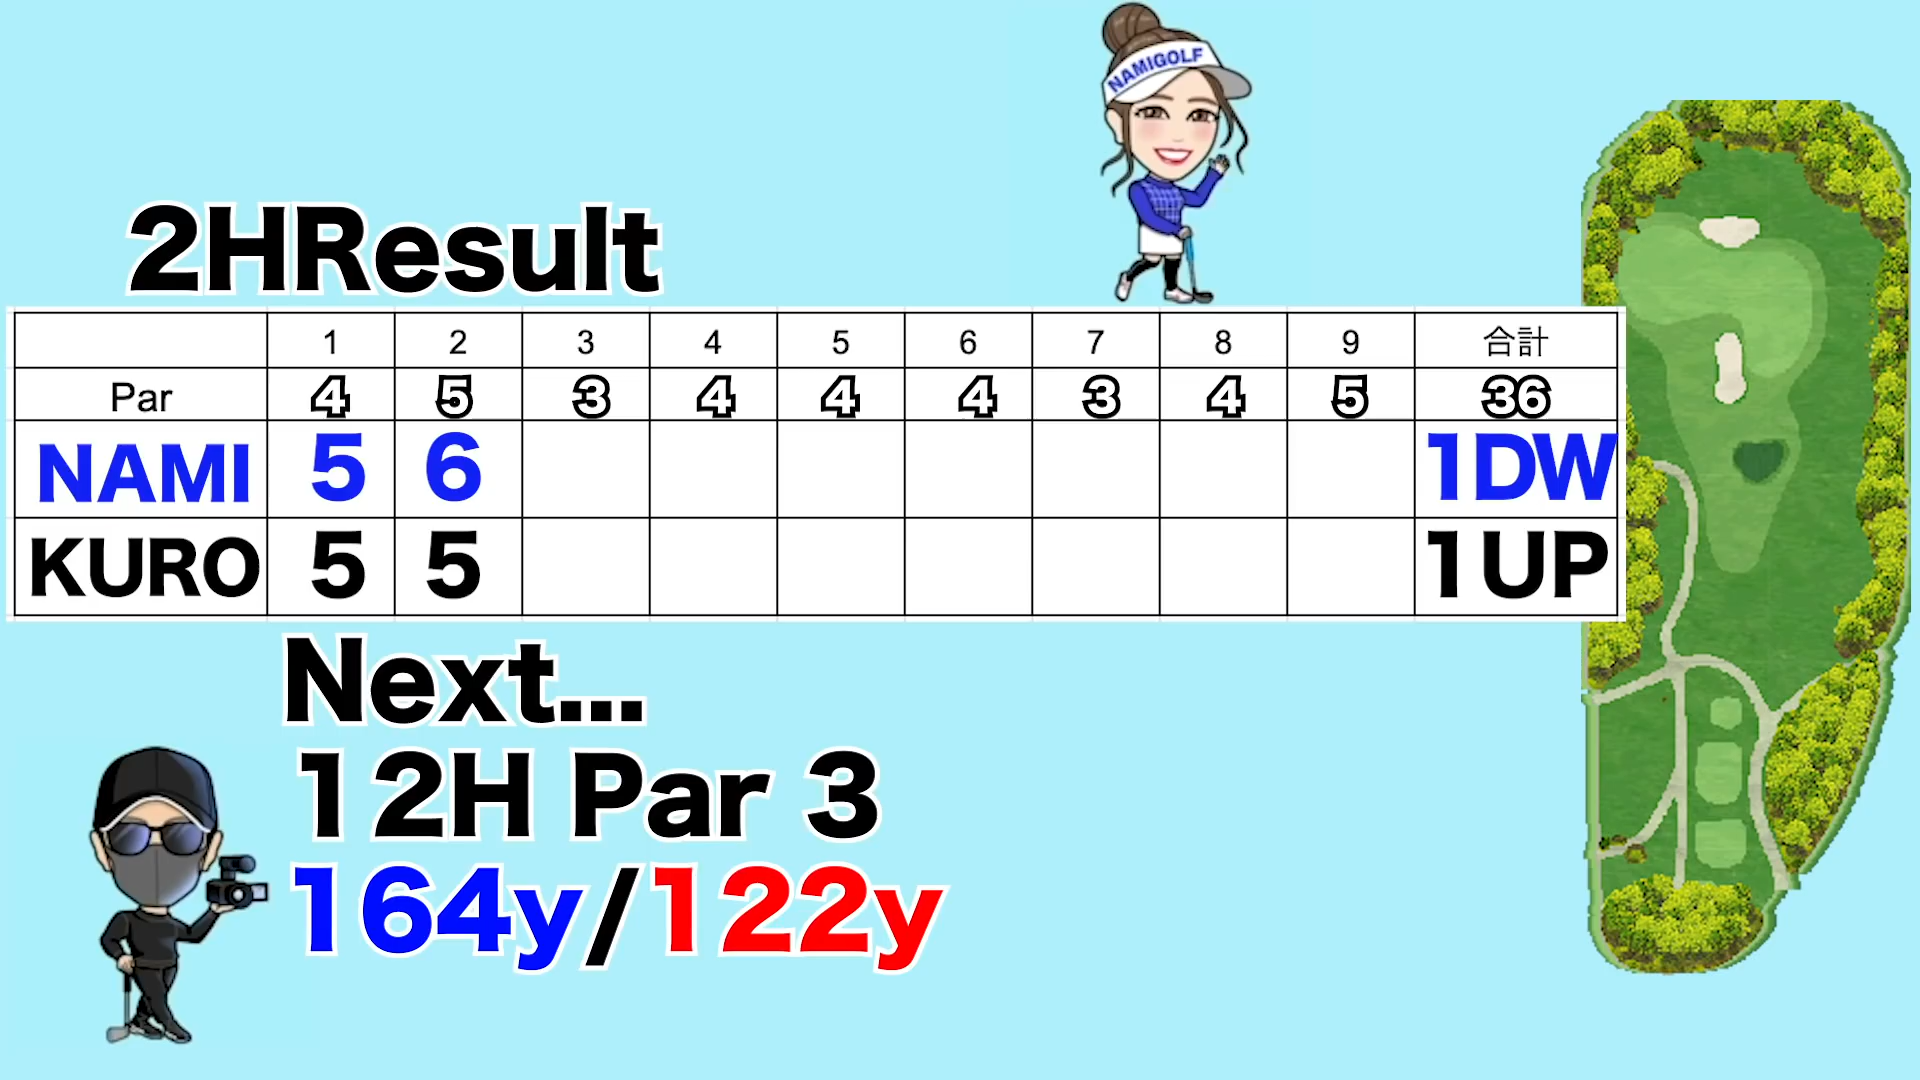 NAMIGOLF
2HResult
1 2 3 4 5 6 7 8 9 合計
Par 4 5 3 4 4 4 3 4 5 36
NAMI 5 6 1DW
KURO 5 5 1UP
Next...
12H Par 3
164y/122y